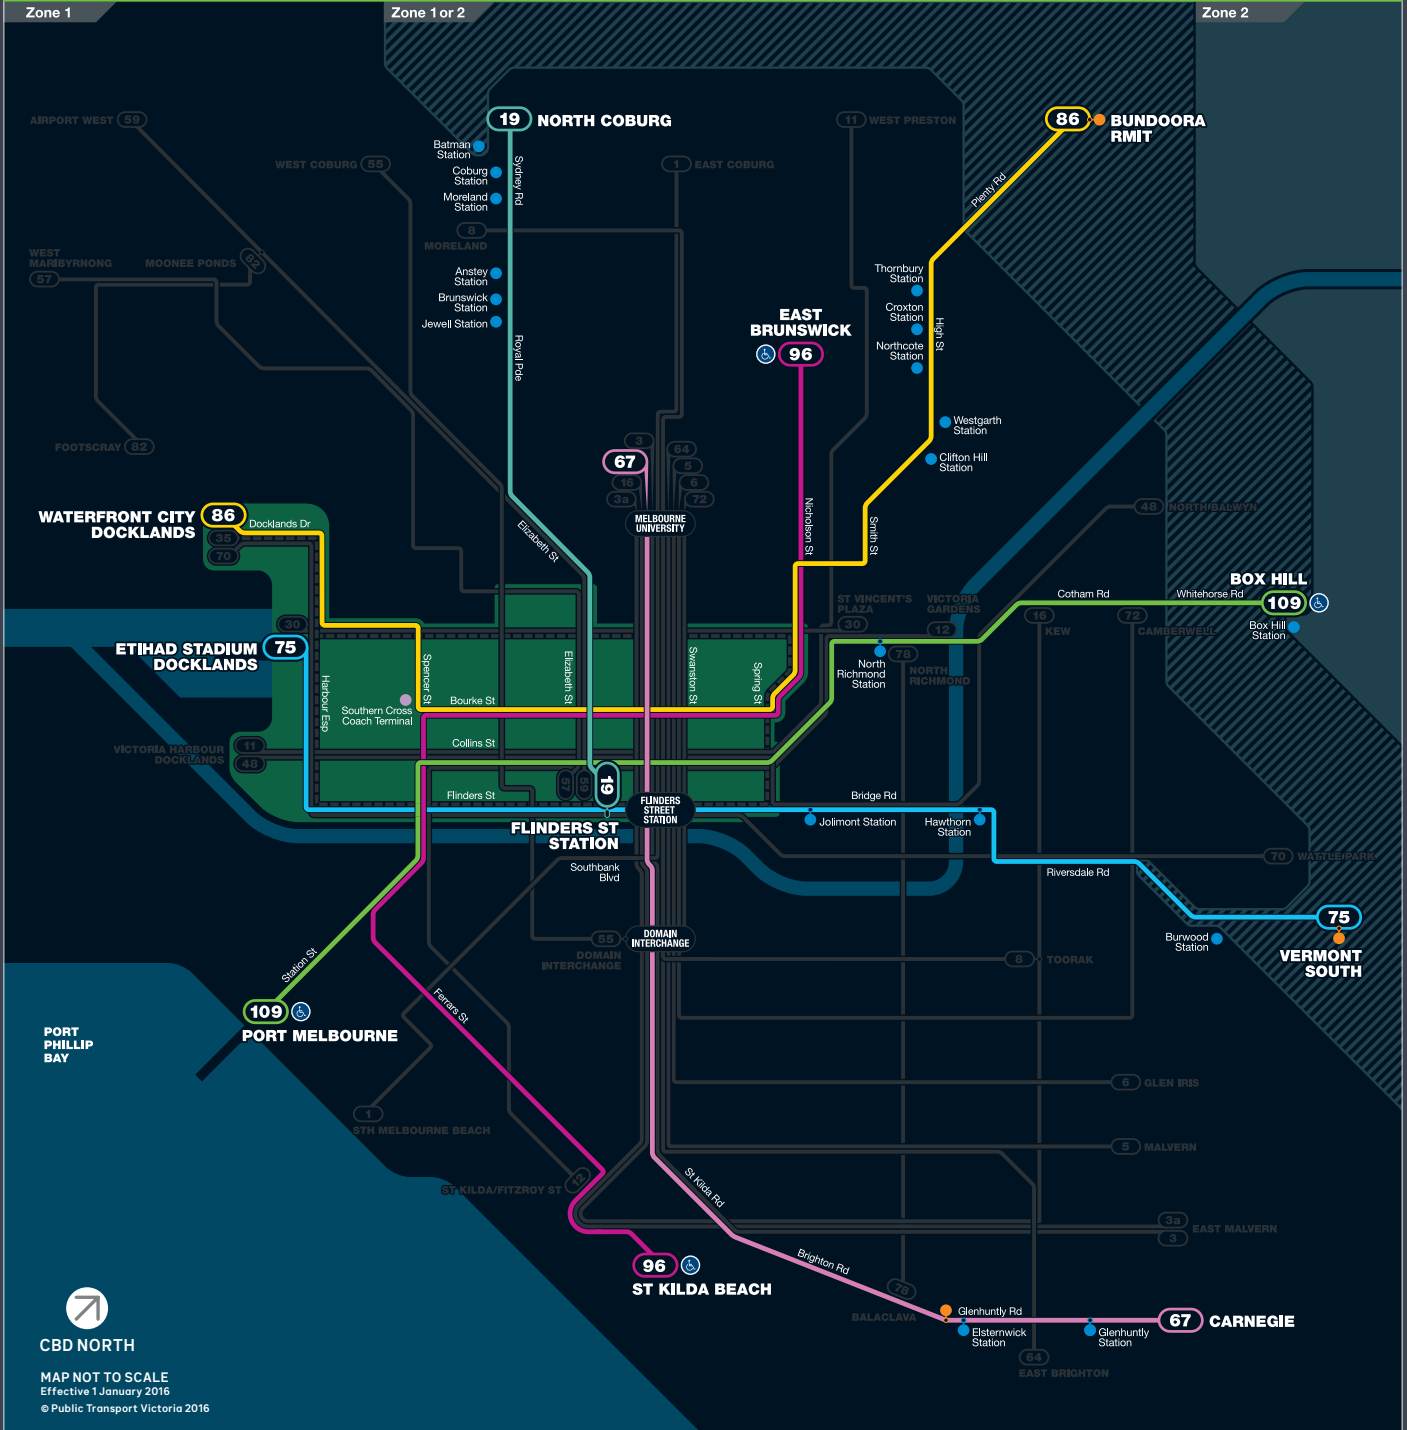 Zone 1
Zone 1 or 2
Zone 2
AIRPORT WEST 59
19 NORTH COBURG
11 WEST PRESTON
86 BUNDOORA
RMIT
Batman
Station
WEST COBURG 55
1 EAST COBURG
Coburg
Station
Sydney Rd
Moreland
Station
Plenty Rd
8
MORELAND
WEST
MARIBYRNONG
57
MOONEE PONDS 82
Anstey
Station
Brunswick
Station
Jewell Station
Royal Pde
Thornbury
Station
Croxton
Station
Northcote
Station
High St
EAST
BRUNSWICK
96
Westgarth
Station
Clifton Hill
Station
FOOTSCRAY 82
3
67
16
3a
64
5
6
72
MELBOURNE
UNIVERSITY
WATERFRONT CITY
DOCKLANDS
86
Docklands Dr
35
70
Elizabeth St
Nicholson St
Smith St
48 NORTH BALWYN
BOX HILL
109
Cotham Rd
Whitehorse Rd
Box Hill
Station
ST VINCENT'S
PLAZA
30
VICTORIA
GARDENS
12
16
KEW
72
CAMBERWELL
30
ETIHAD STADIUM
DOCKLANDS
75
North
Richmond
Station
78
NORTH
RICHMOND
Harbour Esp
Spencer St
Elizabeth St
Swanston St
Spring St
Southern Cross
Coach Terminal
Bourke St
VICTORIA HARBOUR
DOCKLANDS
11
48
Collins St
57
59
19
Flinders St
FLINDERS ST
STATION
FLINDERS
STREET
STATION
Bridge Rd
Jolimont Station
Hawthorn
Station
Southbank
Blvd
70 WATTLE PARK
Riversdale Rd
75
VERMONT
SOUTH
Burwood
Station
55
DOMAIN
INTERCHANGE
DOMAIN
INTERCHANGE
8 TOORAK
Station St
109
PORT MELBOURNE
Ferrars St
PORT
PHILLIP
BAY
6 GLEN IRIS
1
STH MELBOURNE BEACH
5 MALVERN
ST KILDA/FITZROY ST 12
St Kilda Rd
3a
3
EAST MALVERN
96
ST KILDA BEACH
Brighton Rd
78
BALACLAVA
Glenhuntly Rd
Elsternwick
Station
Glenhuntly
Station
67 CARNEGIE
64
EAST BRIGHTON
CBD NORTH
MAP NOT TO SCALE
Effective 1 January 2016
© Public Transport Victoria 2016